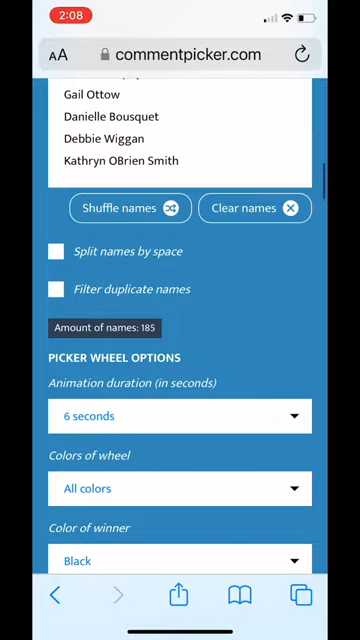 2:08
AA commentpicker.com
Gail Ottow
Danielle Bousquet
Debbie Wiggan
Kathryn OBrien Smith
Shuffle names Clear names
Split names by space
Filter duplicate names
Amount of names: 185
PICKER WHEEL OPTIONS
Animation duration (in seconds)
6 seconds
Colors of wheel
All colors
Color of winner
Black